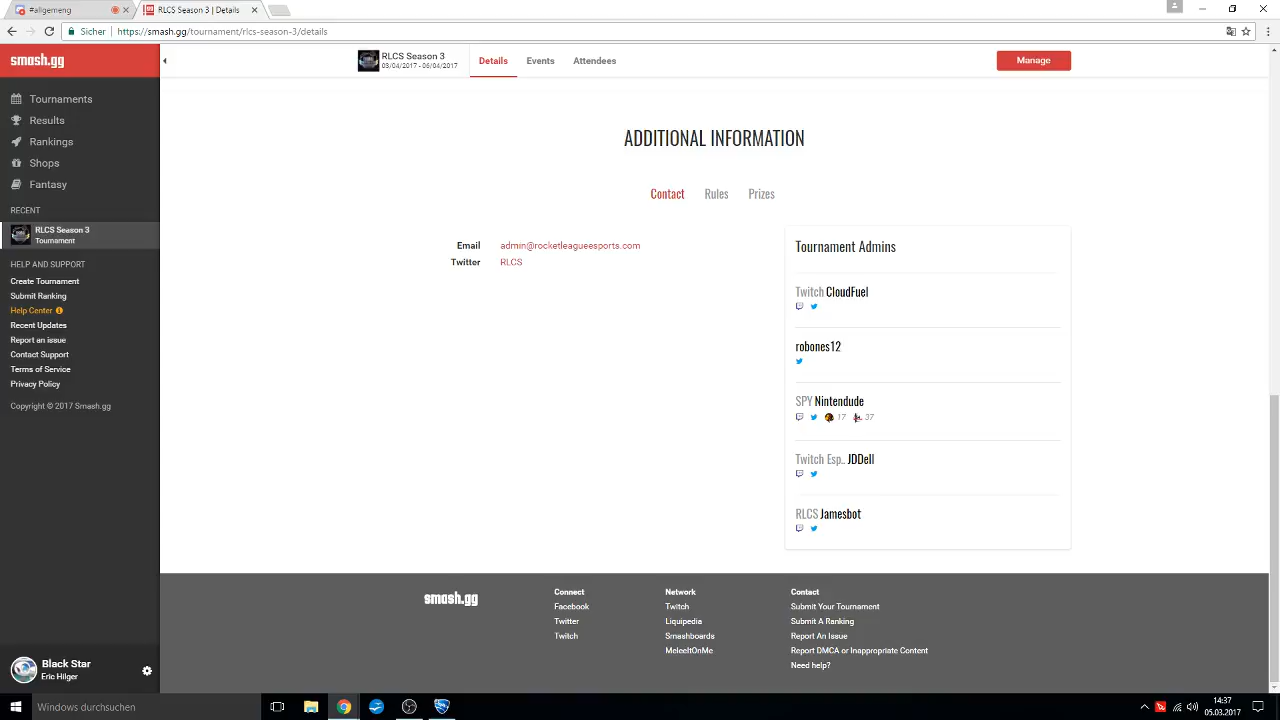 #allgemein
RLCS Season 3 | Details
Sicher
https://smash.gg/tournament/rlcs-season-3/details
smash.gg
RLCS Season 3
03/04/2017 - 06/04/2017
Details
Events
Attendees
Manage
Tournaments
Results
Rankings
Shops
Fantasy
RECENT
RLCS Season 3
Tournament
HELP AND SUPPORT
Create Tournament
Submit Ranking
Help Center
Recent Updates
Report an issue
Contact Support
Terms of Service
Privacy Policy
Copyright © 2017 Smash.gg
Black Star
Eric Hilger
ADDITIONAL INFORMATION
Contact
Rules
Prizes
Email admin@rocketleagueesports.com
Twitter RLCS
Tournament Admins
Twitch CloudFuel
robones12
SPY Nintendude
17 37
Twitch Esp.. JDDell
RLCS Jamesbot
smash.gg
Connect
Facebook
Twitter
Twitch
Network
Twitch
Liquipedia
Smashboards
MeleeItOnMe
Contact
Submit Your Tournament
Submit A Ranking
Report An Issue
Report DMCA or Inappropriate Content
Need help?
Windows durchsuchen
14:37
05.03.2017